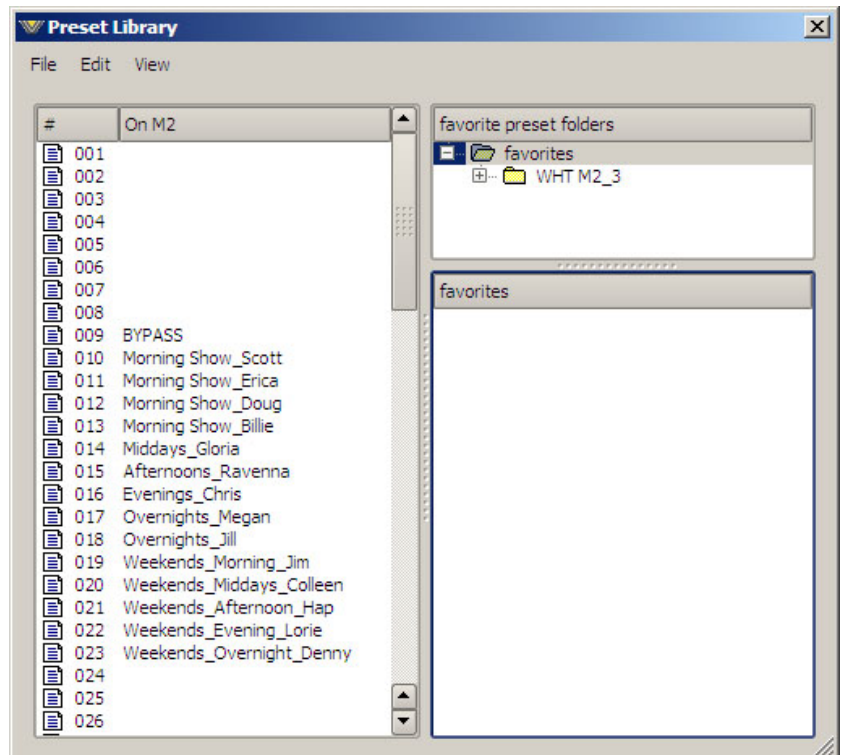 Preset Library
File Edit View
# On M2
001
002
003
004
005
006
007
008
009 BYPASS
010 Morning Show_Scott
011 Morning Show_Erica
012 Morning Show_Doug
013 Morning Show_Billie
014 Middays_Gloria
015 Afternoons_Ravenna
016 Evenings_Chris
017 Overnights_Megan
018 Overnights_Jill
019 Weekends_Morning_Jim
020 Weekends_Middays_Colleen
021 Weekends_Afternoon_Hap
022 Weekends_Evening_Lorie
023 Weekends_Overnight_Denny
024
025
026
favorite preset folders
favorites
WHT M2_3
favorites